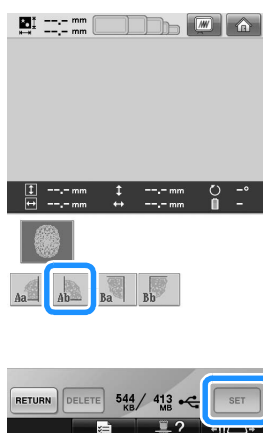 --.- mm
--.- mm
--.- mm --.- mm -°
--.- mm --.- mm -
Aa Ab Ba Bb
RETURN DELETE 544 KB / 413 MB SET
?